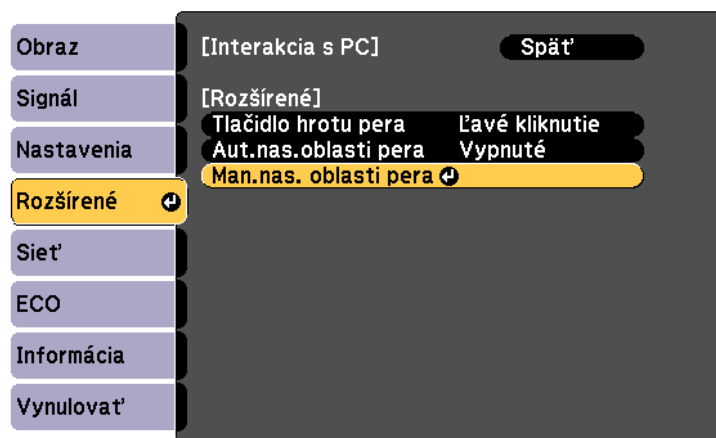 Obraz
Signál
Nastavenia
Rozšírené
Sieť
ECO
Informácia
Vynulovať
[Interakcia s PC] Späť
[Rozšírené]
Tlačidlo hrotu pera Ľavé kliknutie
Aut.nas.oblasti pera Vypnuté
Man.nas. oblasti pera